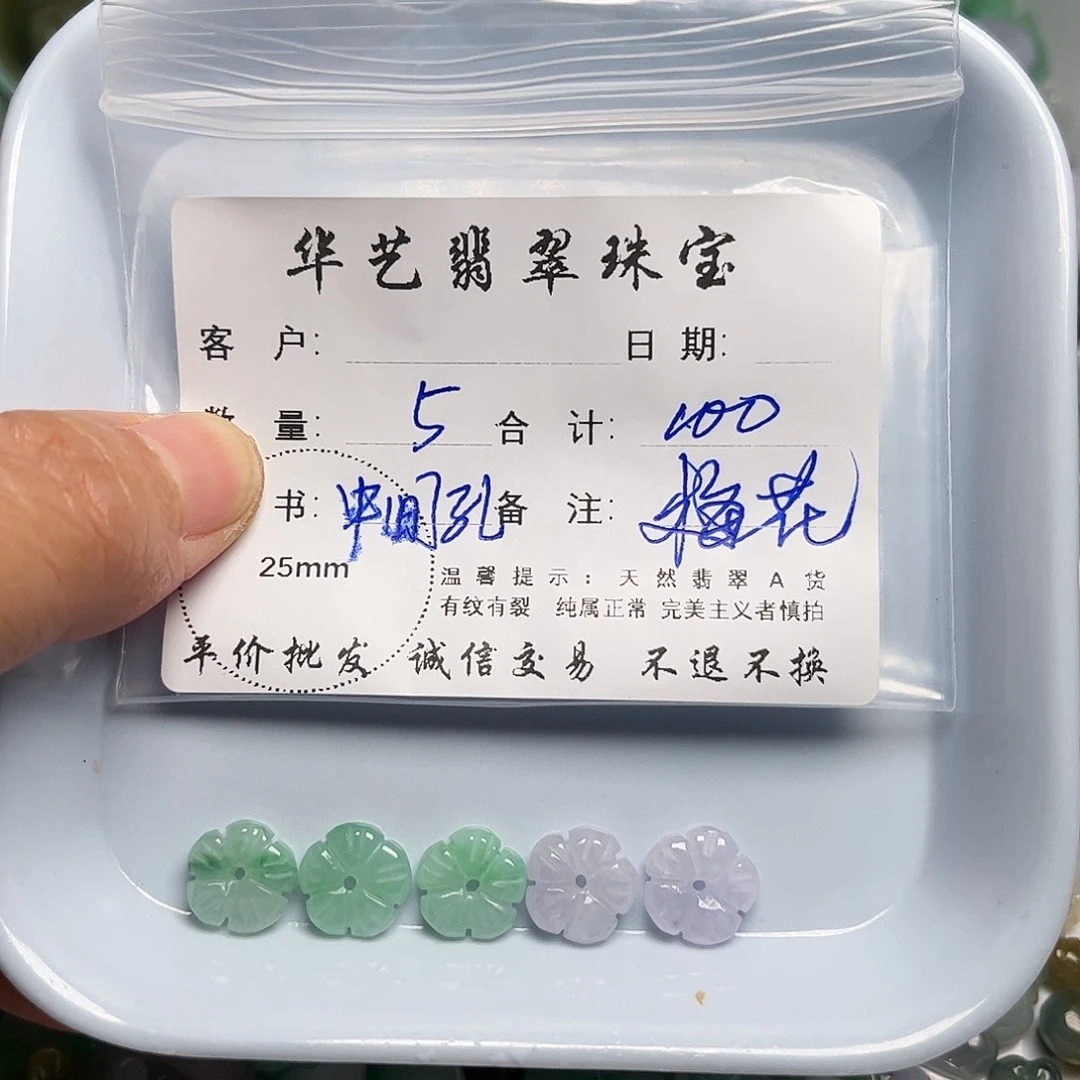 华艺翡翠珠宝
客户: 日期:
数量: 5 合计: 100
书: 中间孔 备注: 梅花
25mm
温馨提示:天然翡翠A货
有纹有裂 纯属正常 完美主义者慎拍
平价批发 诚信交易 不退不换